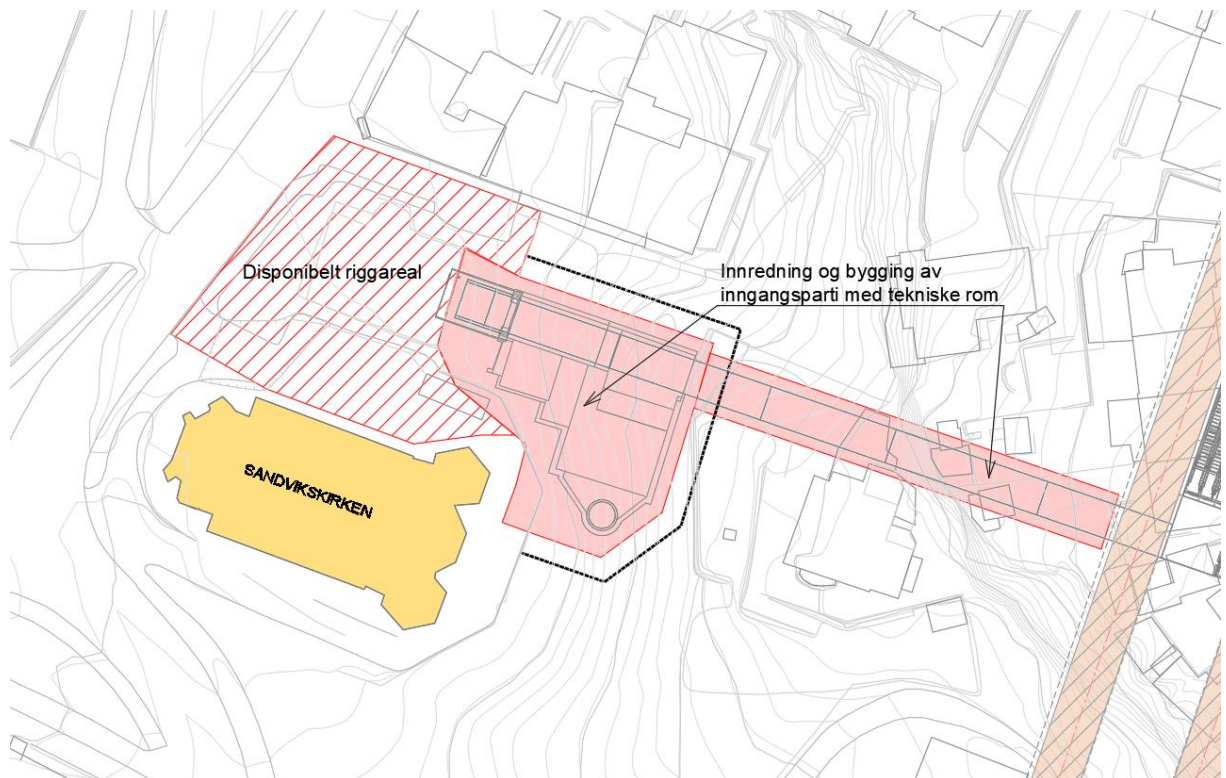 Disponibelt riggareal
Innredning og bygging av
inngangsparti med tekniske rom
SANDVIKSKIRKEN